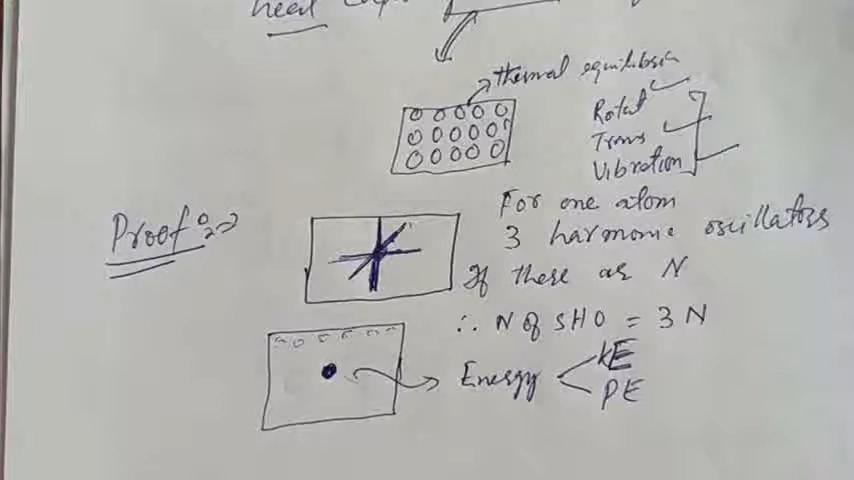 heat
thermal equilibrium
Rotat
Trans
Vibration
Proof :->
For one atom
3 harmonic oscillators
If there are N
∴ N of SHO = 3N
Energy
KE
PE